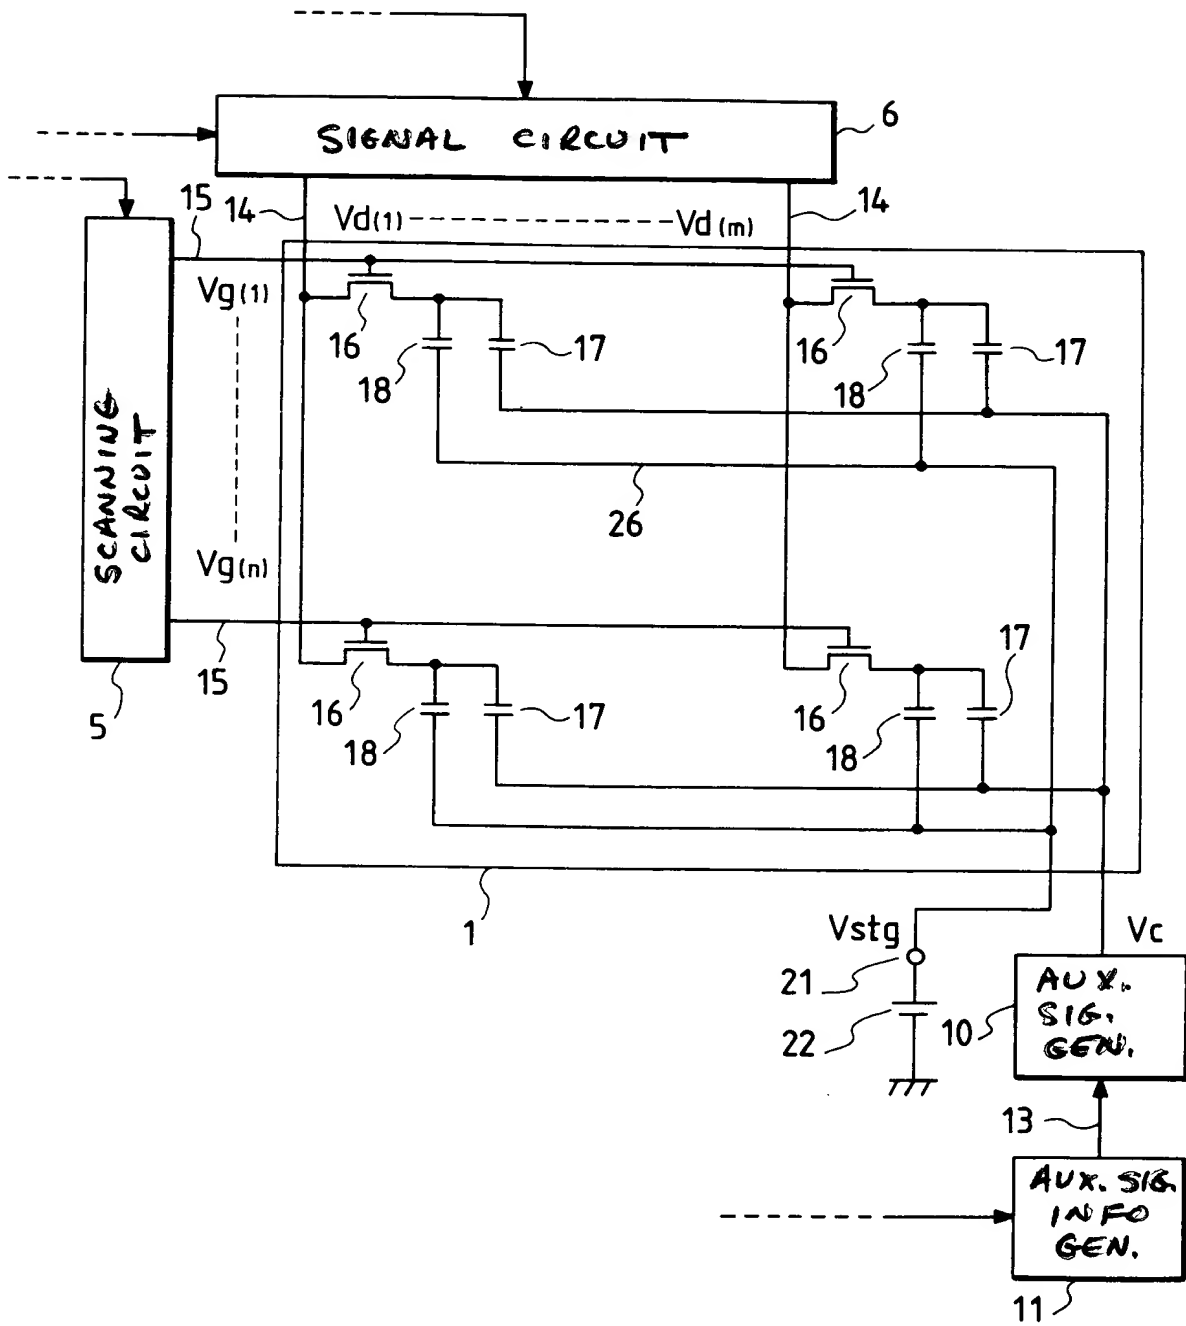 SIGNAL CIRCUIT
6
15
14
Vd(1)
Vd(m)
14
Vg(1)
16
18
17
16
18
17
SCANNING
CIRCUIT
26
Vg(n)
15
5
16
18
17
16
18
17
1
Vstg
Vc
21
22
10
AUX.
SIG.
GEN.
13
AUX. SIG.
INFO
GEN.
11